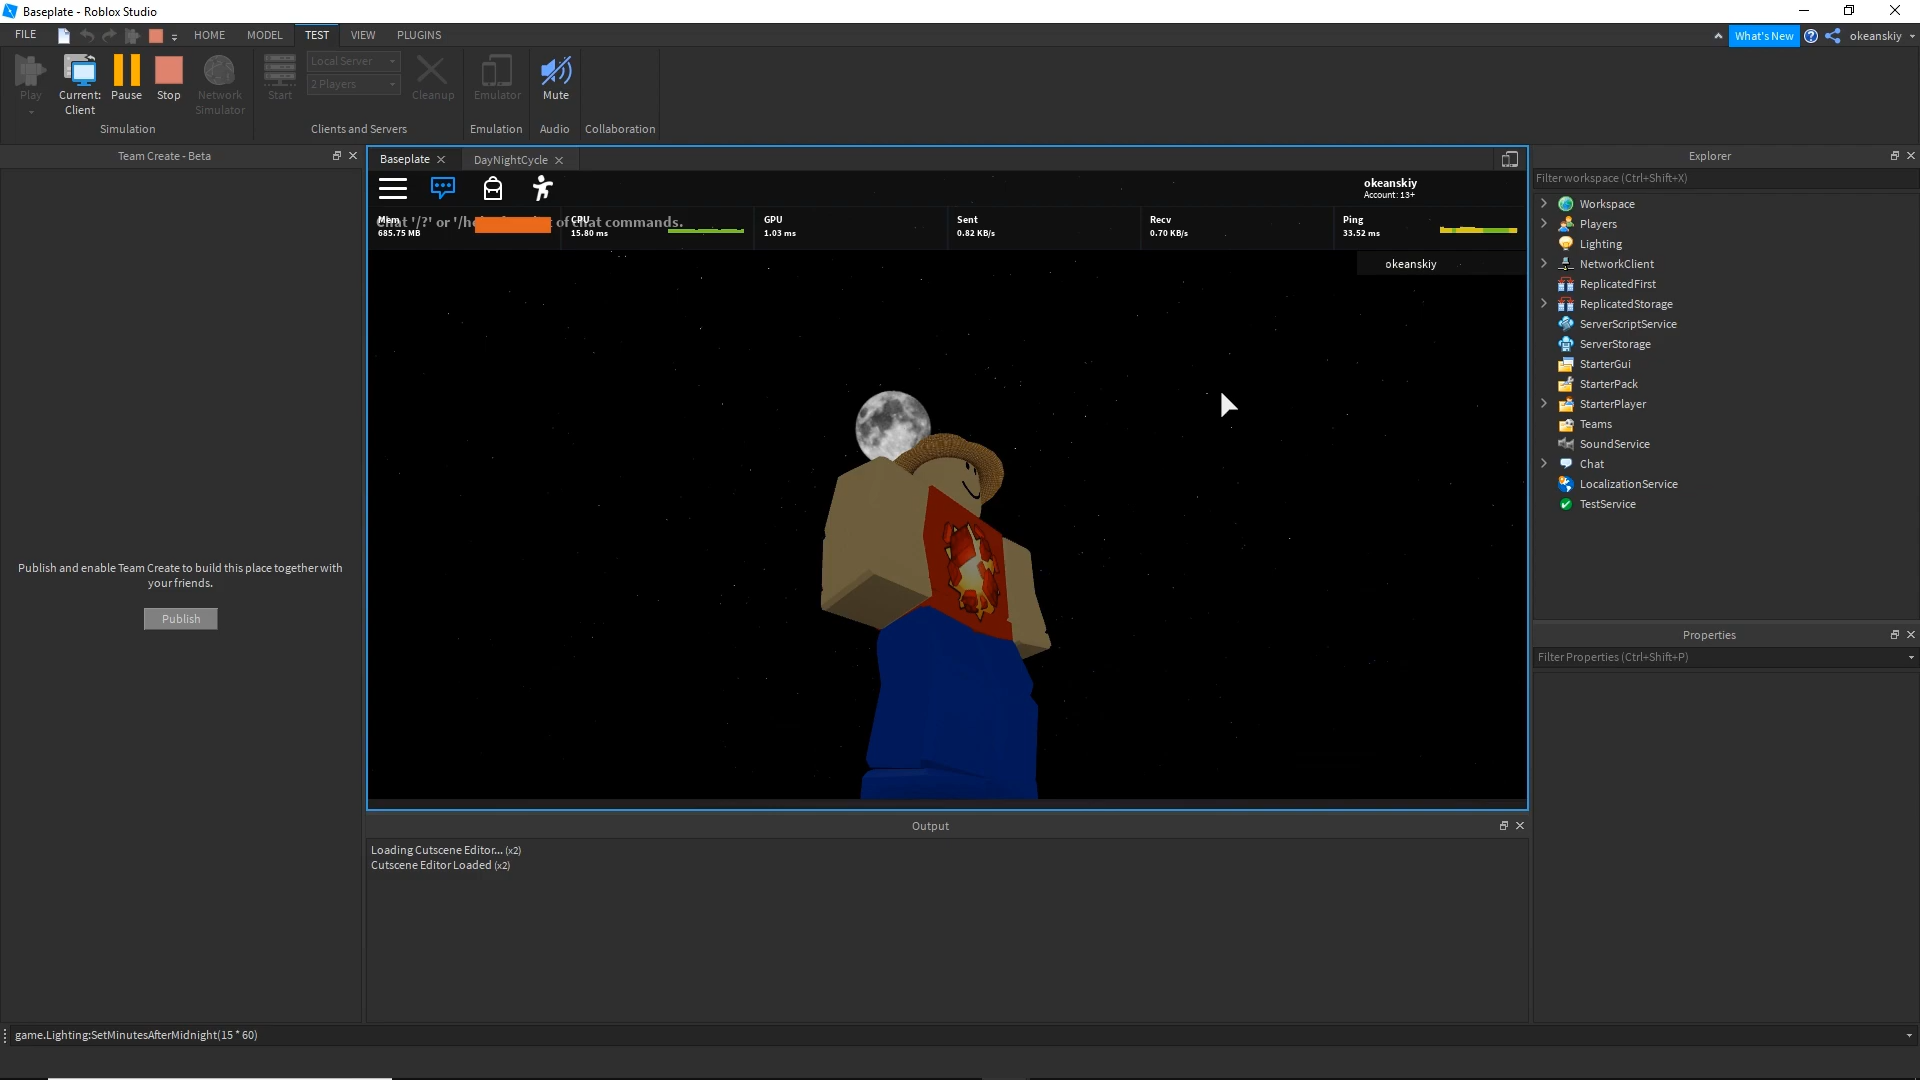 Baseplate - Roblox Studio
FILE
HOME
MODEL
TEST
VIEW
PLUGINS
What's New
okeanskiy
Play
Current:
Client
Pause
Stop
Network
Simulator
Start
Local Server
2 Players
Cleanup
Emulator
Mute
Simulation
Clients and Servers
Emulation
Audio
Collaboration
Team Create - Beta
Publish and enable Team Create to build this place together with
your friends.
Publish
Baseplate
DayNightCycle
okeanskiy
Account: 13+
Chat '/?' or '/he
of chat commands.
Mem
685.75 MB
CPU
15.80 ms
GPU
1.03 ms
Sent
0.82 KB/s
Recv
0.70 KB/s
Ping
33.52 ms
okeanskiy
Output
Loading Cutscene Editor... (x2)
Cutscene Editor Loaded (x2)
Explorer
Filter workspace (Ctrl+Shift+X)
Workspace
Players
Lighting
NetworkClient
ReplicatedFirst
ReplicatedStorage
ServerScriptService
ServerStorage
StarterGui
StarterPack
StarterPlayer
Teams
SoundService
Chat
LocalizationService
TestService
Properties
Filter Properties (Ctrl+Shift+P)
game.Lighting:SetMinutesAfterMidnight(15 * 60)